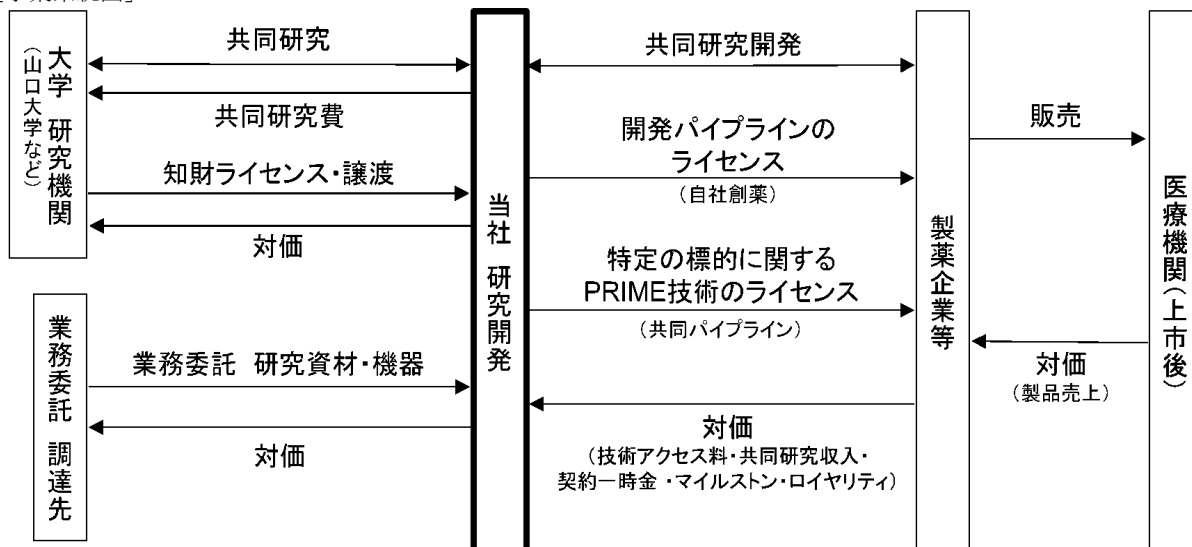 大学 研究機関
(山口大学など)
共同研究
共同研究費
知財ライセンス・譲渡
対価
業務委託 調達先
業務委託 研究資材・機器
対価
当社 研究開発
共同研究開発
開発パイプラインの
ライセンス
(自社創薬)
特定の標的に関する
PRIME技術のライセンス
(共同パイプライン)
対価
(技術アクセス料・共同研究収入・
契約一時金・マイルストン・ロイヤリティ)
製薬企業等
販売
対価
(製品売上)
医療機関(上市後)